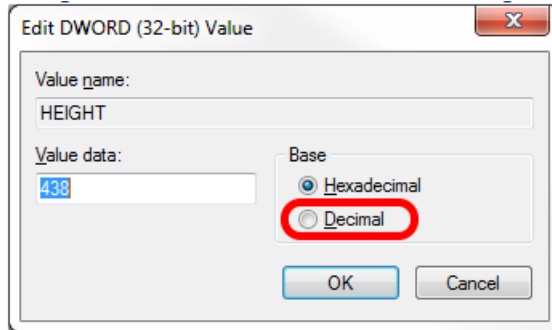 Edit DWORD (32-bit) Value
Value name:
HEIGHT
Value data:
438
Base
Hexadecimal
Decimal
OK
Cancel